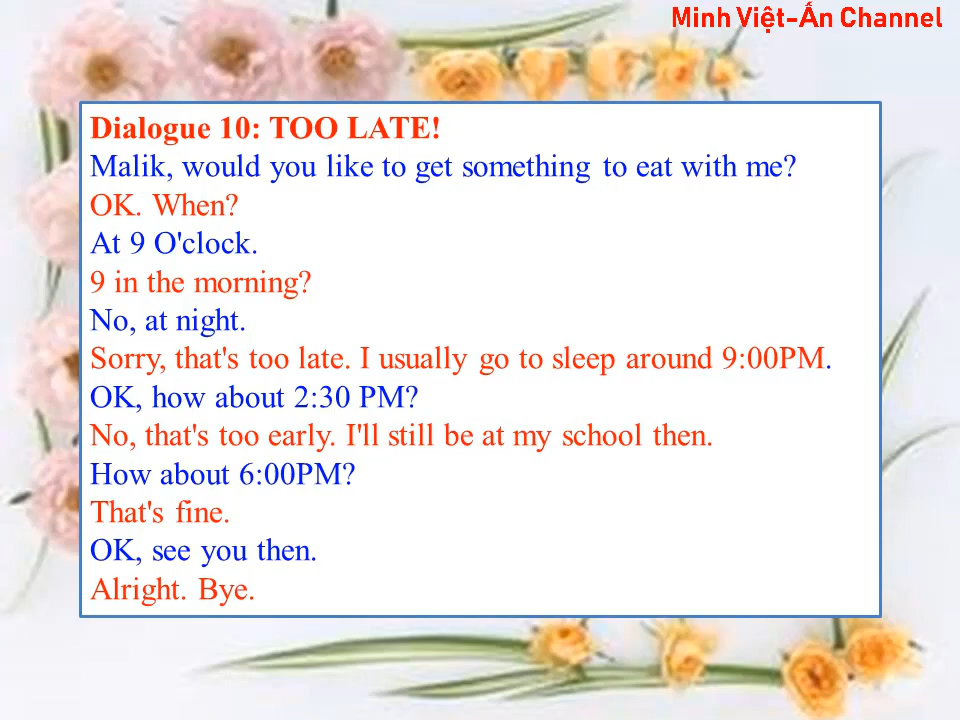 Minh Việt-Ấn Channel
Dialogue 10: TOO LATE!
Malik, would you like to get something to eat with me?
OK. When?
At 9 O'clock.
9 in the morning?
No, at night.
Sorry, that's too late. I usually go to sleep around 9:00PM.
OK, how about 2:30 PM?
No, that's too early. I'll still be at my school then.
How about 6:00PM?
That's fine.
OK, see you then.
Alright. Bye.